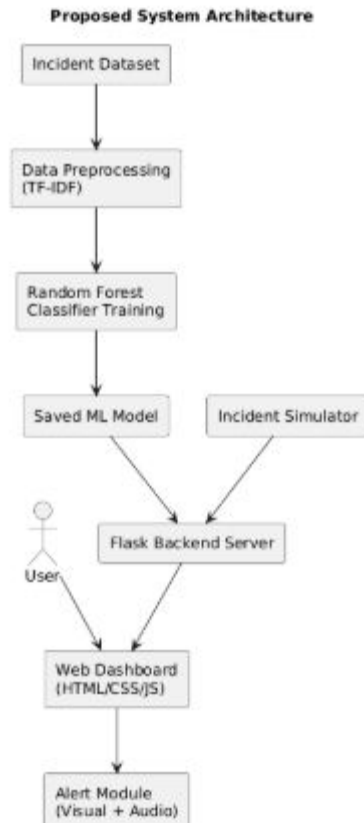 Proposed System Architecture
Incident Dataset
Data Preprocessing
(TF-IDF)
Random Forest
Classifier Training
Saved ML Model
Incident Simulator
Flask Backend Server
User
Web Dashboard
(HTML/CSS/JS)
Alert Module
(Visual + Audio)